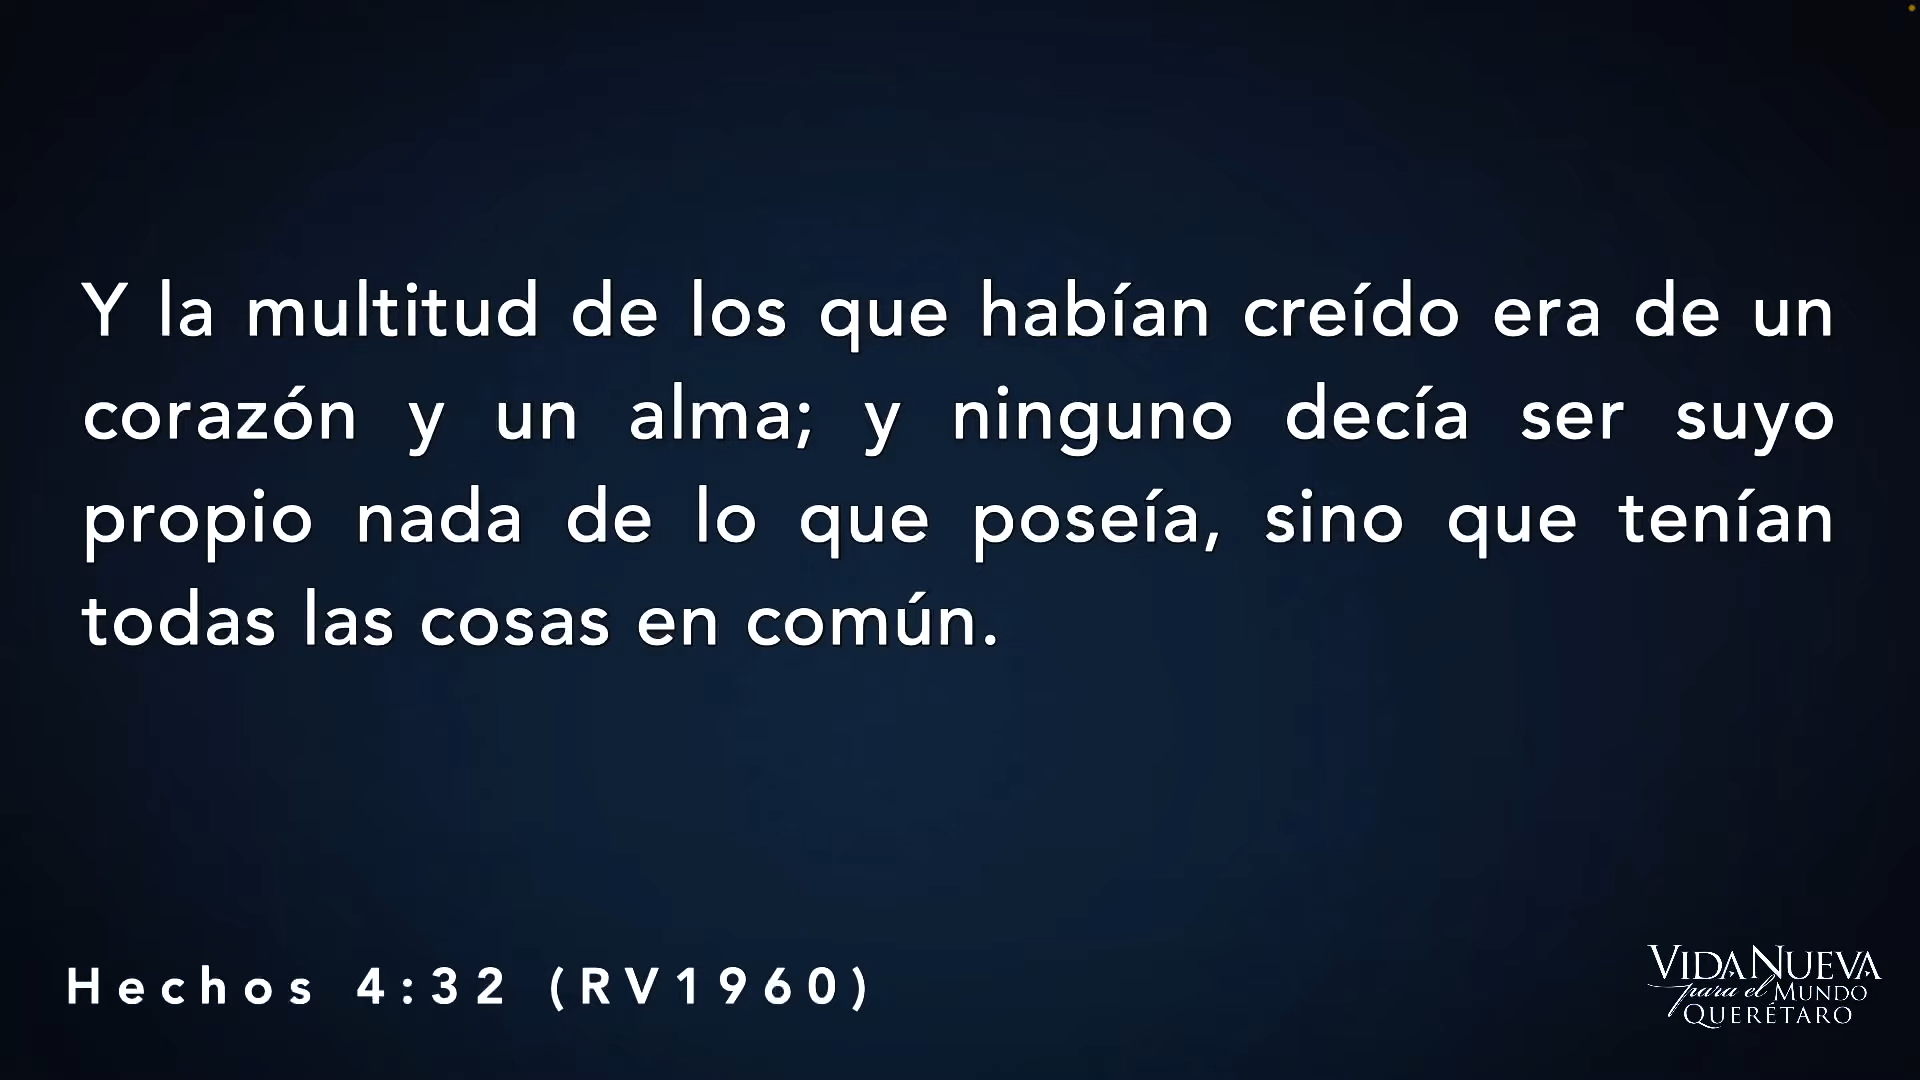 Y la multitud de los que habían creído era de un
corazón y un alma; y ninguno decía ser suyo
propio nada de lo que poseía, sino que tenían
todas las cosas en común.
Hechos 4:32 (RV1960)
VIDA NUEVA
para el MUNDO
QUERÉTARO